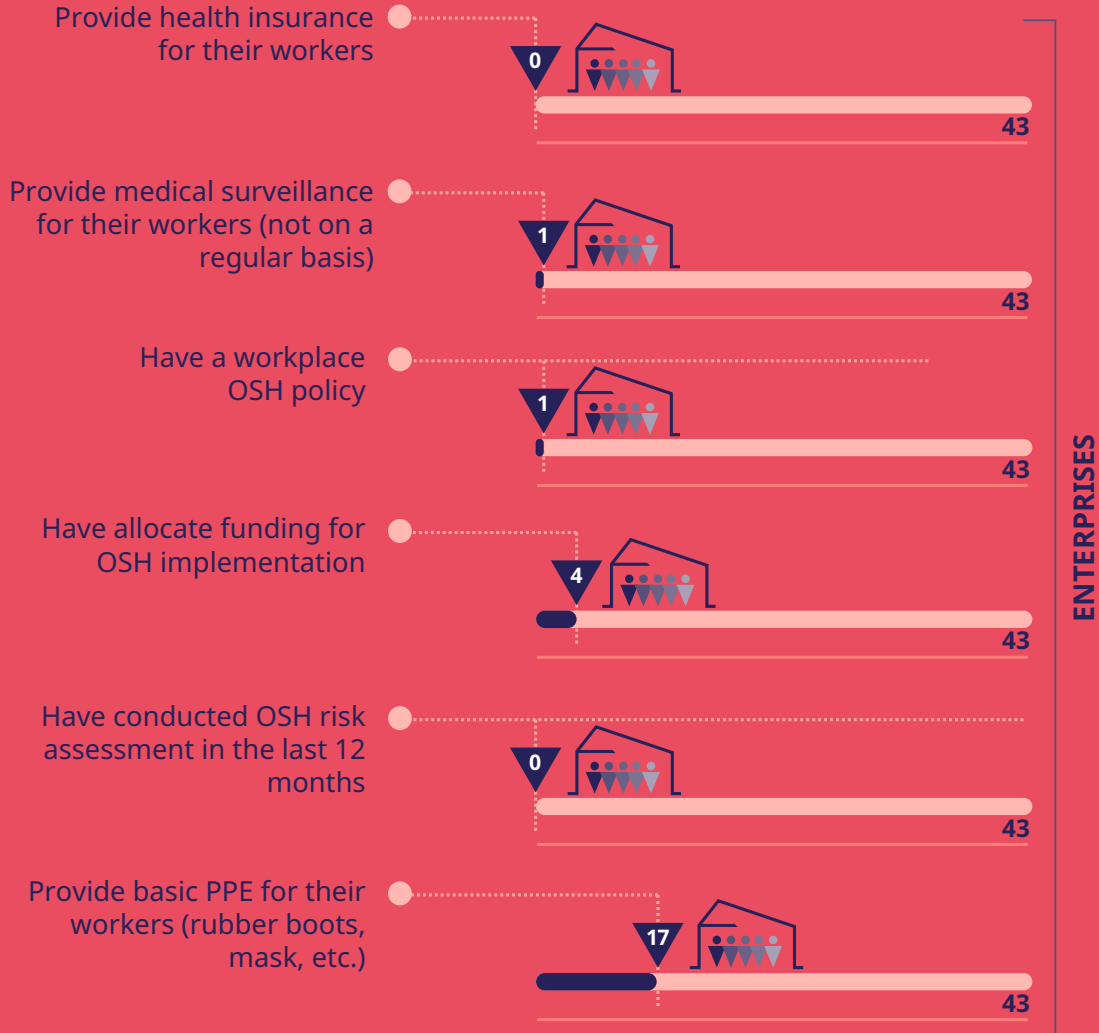 Provide health insurance
for their workers
0
43
Provide medical surveillance
for their workers (not on a
regular basis)
1
43
Have a workplace
OSH policy
1
43
Have allocate funding for
OSH implementation
4
43
Have conducted OSH risk
assessment in the last 12
months
0
43
Provide basic PPE for their
workers (rubber boots,
mask, etc.)
17
43
ENTERPRISES